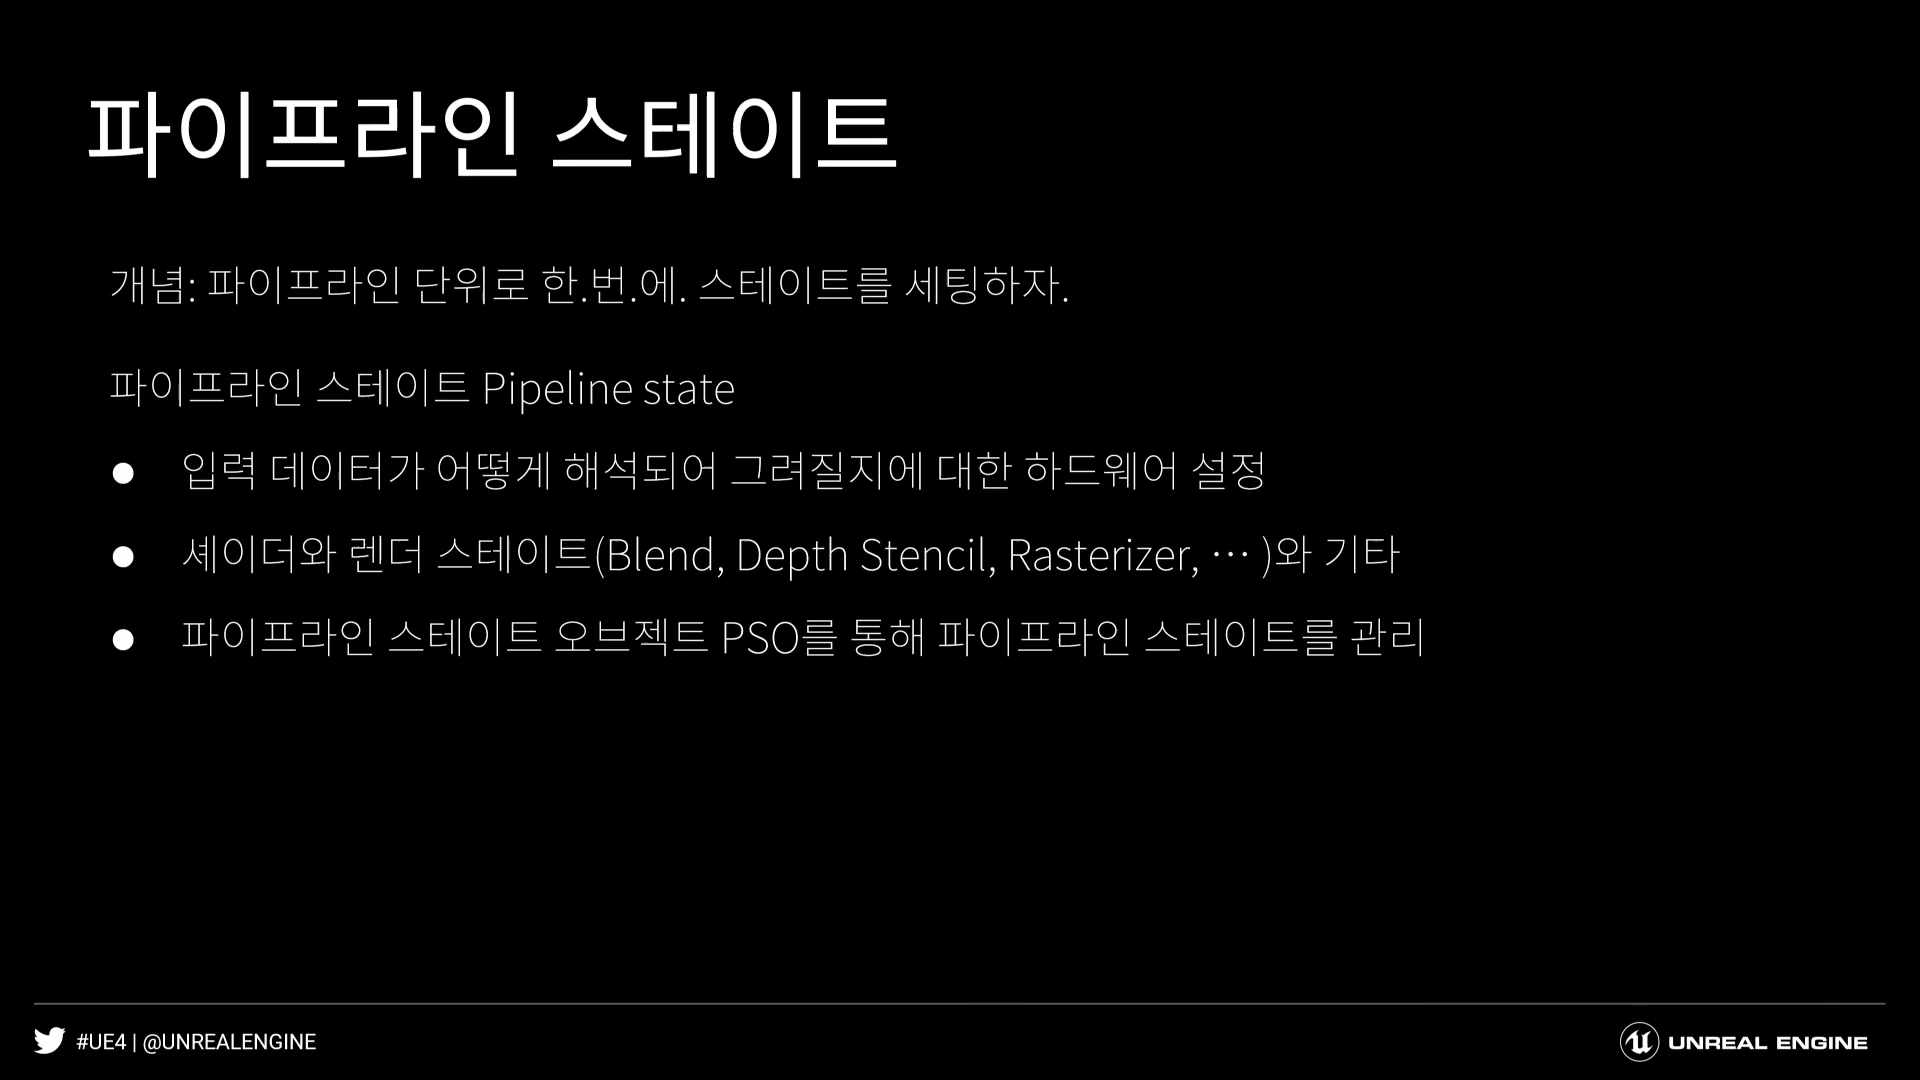 파이프라인 스테이트
개념: 파이프라인 단위로 한.번.에. 스테이트를 세팅하자.
파이프라인 스테이트 Pipeline state
● 입력 데이터가 어떻게 해석되어 그려질지에 대한 하드웨어 설정
● 셰이더와 렌더 스테이트(Blend, Depth Stencil, Rasterizer, … )와 기타
● 파이프라인 스테이트 오브젝트 PSO를 통해 파이프라인 스테이트를 관리
#UE4 | @UNREALENGINE
UNREAL ENGINE